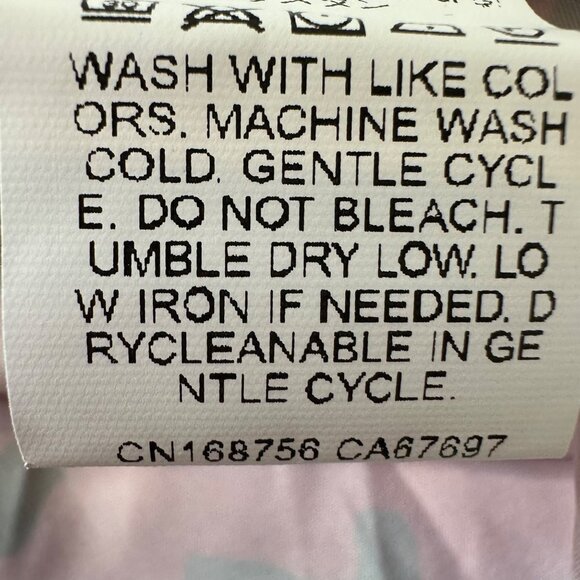 WASH WITH LIKE COL
ORS. MACHINE WASH
COLD. GENTLE CYCL
E. DO NOT BLEACH. T
UMBLE DRY LOW. LO
W IRON IF NEEDED. D
RYCLEANABLE IN GE
NTLE CYCLE.
CN168756 CA67697